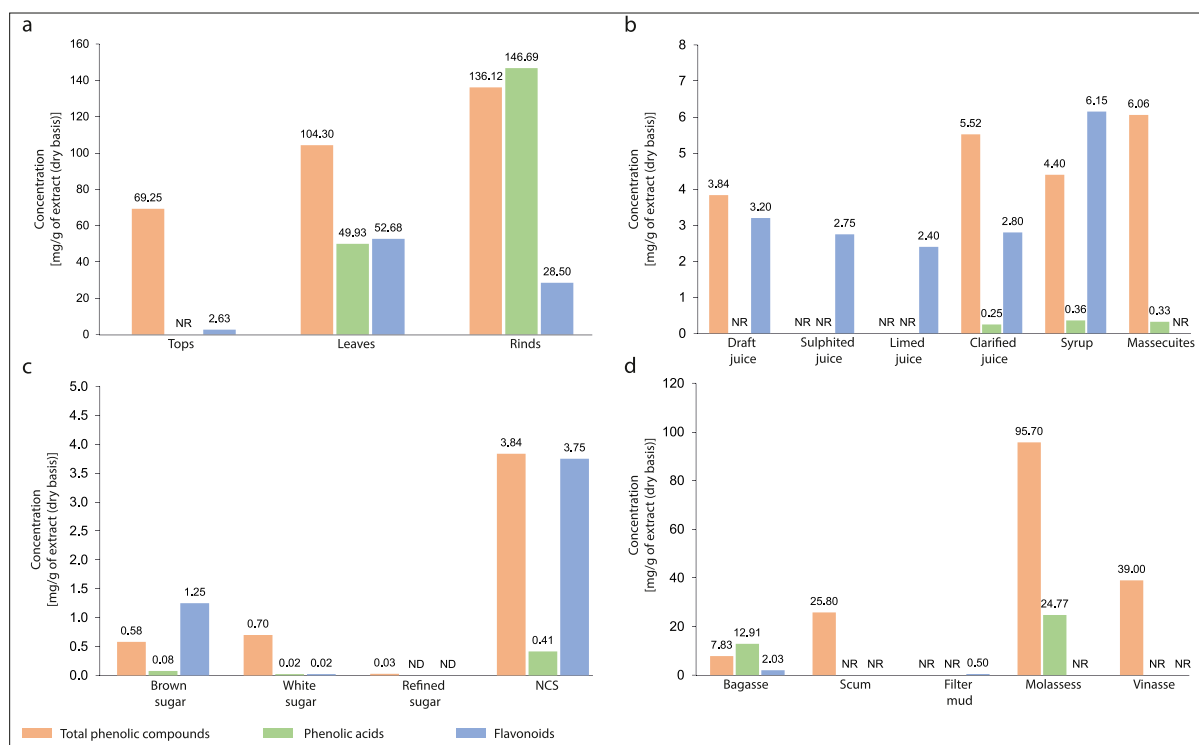 a
Concentration
[mg/g of extract (dry basis)]
160
140
120
100
80
60
40
20
0
69.25
NR
2.63
104.30
49.93
52.68
136.12
146.69
28.50
Tops
Leaves
Rinds
b
Concentration
[mg/g of extract (dry basis)]
8
7
6
5
4
3
2
1
0
3.84
NR
3.20
NR
NR
2.75
NR
NR
2.40
5.52
0.25
2.80
4.40
0.36
6.15
6.06
0.33
NR
Draft
juice
Sulphited
juice
Limed
juice
Clarified
juice
Syrup
Massecuites
c
Concentration
[mg/g of extract (dry basis)]
5.0
4.5
4.0
3.5
3.0
2.5
2.0
1.5
1.0
0.5
0.0
0.58
0.08
1.25
0.70
0.02
0.02
0.03
ND
ND
3.84
0.41
3.75
Brown
sugar
White
sugar
Refined
sugar
NCS
d
Concentration
[mg/g of extract (dry basis)]
120
100
80
60
40
20
0
7.83
12.91
2.03
25.80
NR
NR
NR
NR
0.50
95.70
24.77
NR
39.00
NR
NR
Bagasse
Scum
Filter
mud
Molassess
Vinasse
Total phenolic compounds
Phenolic acids
Flavonoids